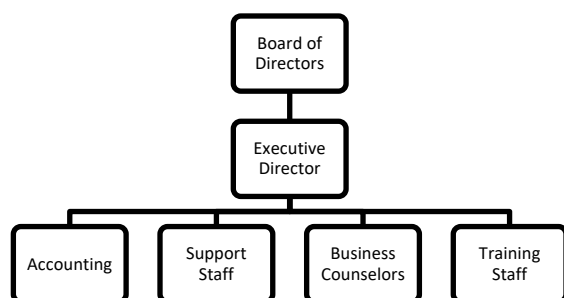 Board of
Directors
Executive
Director
Accounting
Support
Staff
Business
Counselors
Training
Staff